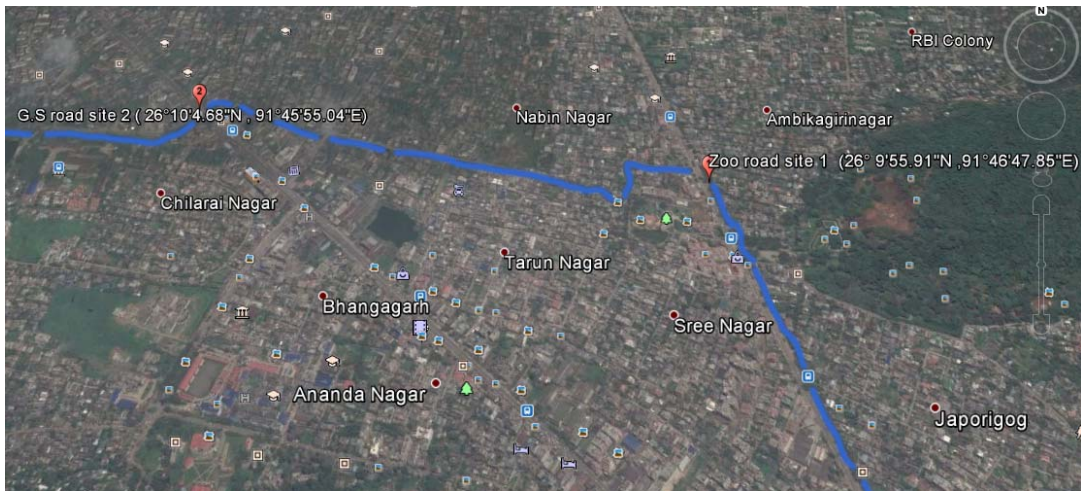 N
RBI Colony
2
G.S road site 2 ( 26°10'4.68"N , 91°45'55.04"E)
Nabin Nagar
Ambikagirinagar
Zoo road site 1 (26° 9'55.91"N ,91°46'47.85"E)
Chilarai Nagar
Tarun Nagar
Bhangagarh
Sree Nagar
Ananda Nagar
Japorigog